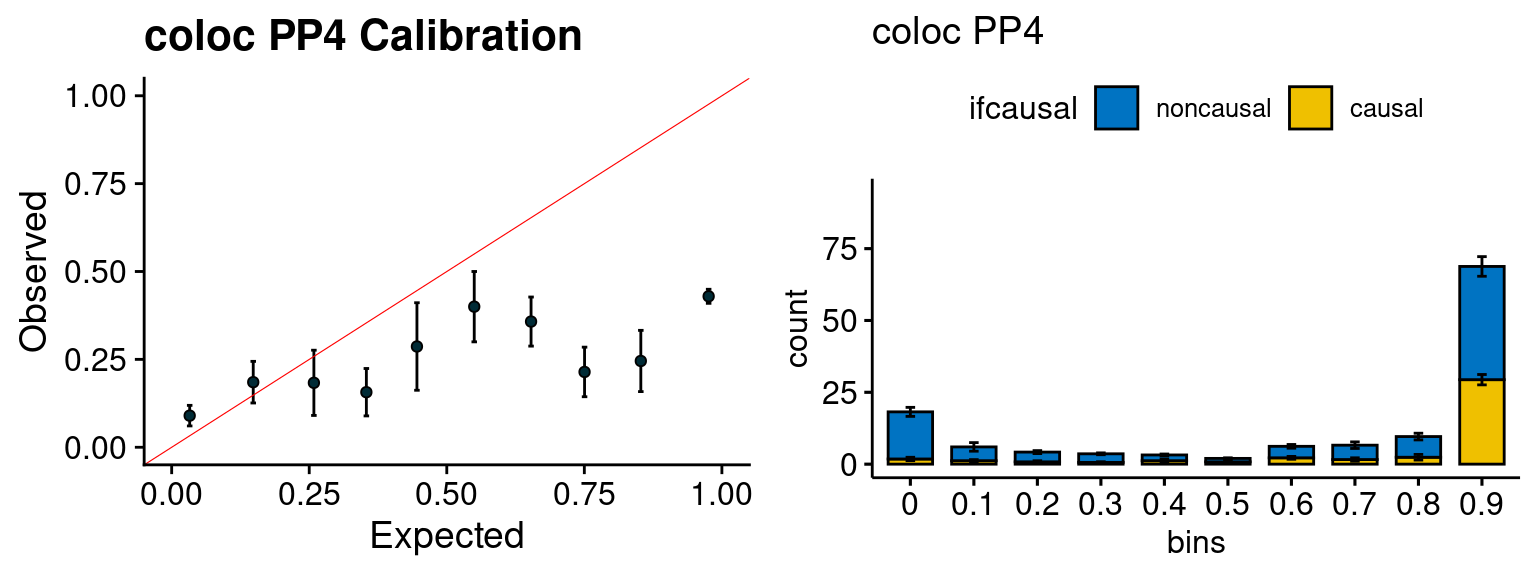 coloc PP4 Calibration
Observed
1.00
0.75
0.50
0.25
0.00
0.00 0.25 0.50 0.75 1.00
Expected
coloc PP4
ifcausal noncausal causal
count
75
50
25
0
0 0.1 0.2 0.3 0.4 0.5 0.6 0.7 0.8 0.9
bins